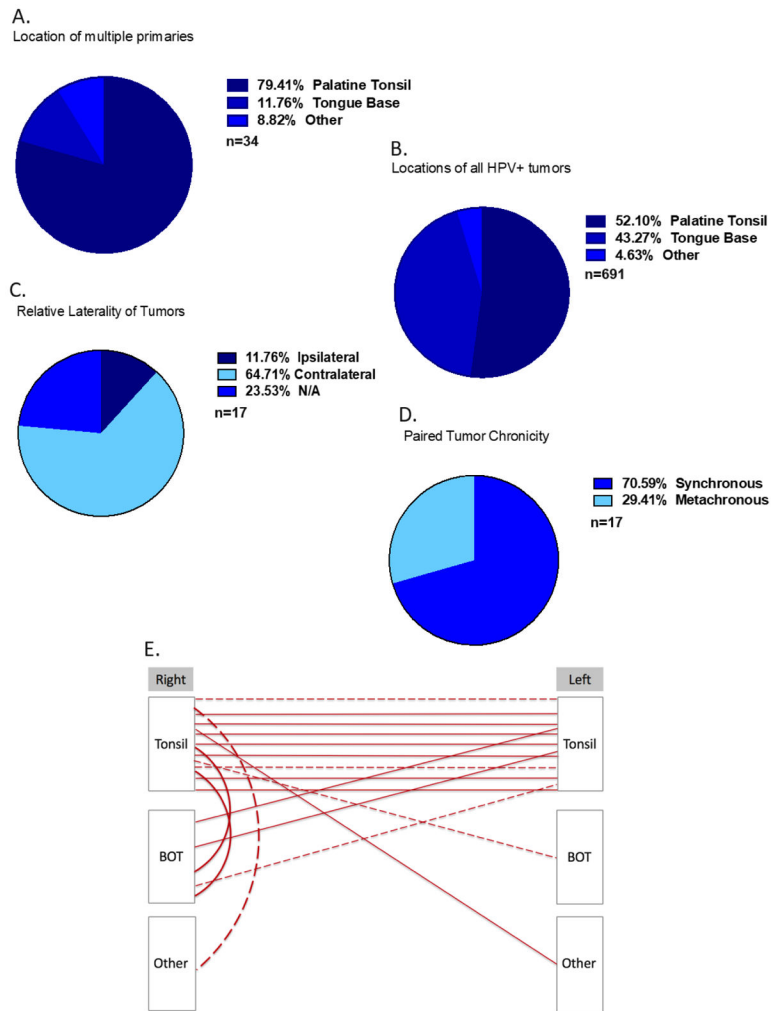 A.
Location of multiple primaries
79.41% Palatine Tonsil
11.76% Tongue Base
8.82% Other
n=34
B.
Locations of all HPV+ tumors
52.10% Palatine Tonsil
43.27% Tongue Base
4.63% Other
n=691
C.
Relative Laterality of Tumors
11.76% Ipsilateral
64.71% Contralateral
23.53% N/A
n=17
D.
Paired Tumor Chronicity
70.59% Synchronous
29.41% Metachronous
n=17
E.
Right Left
Tonsil Tonsil
BOT BOT
Other Other